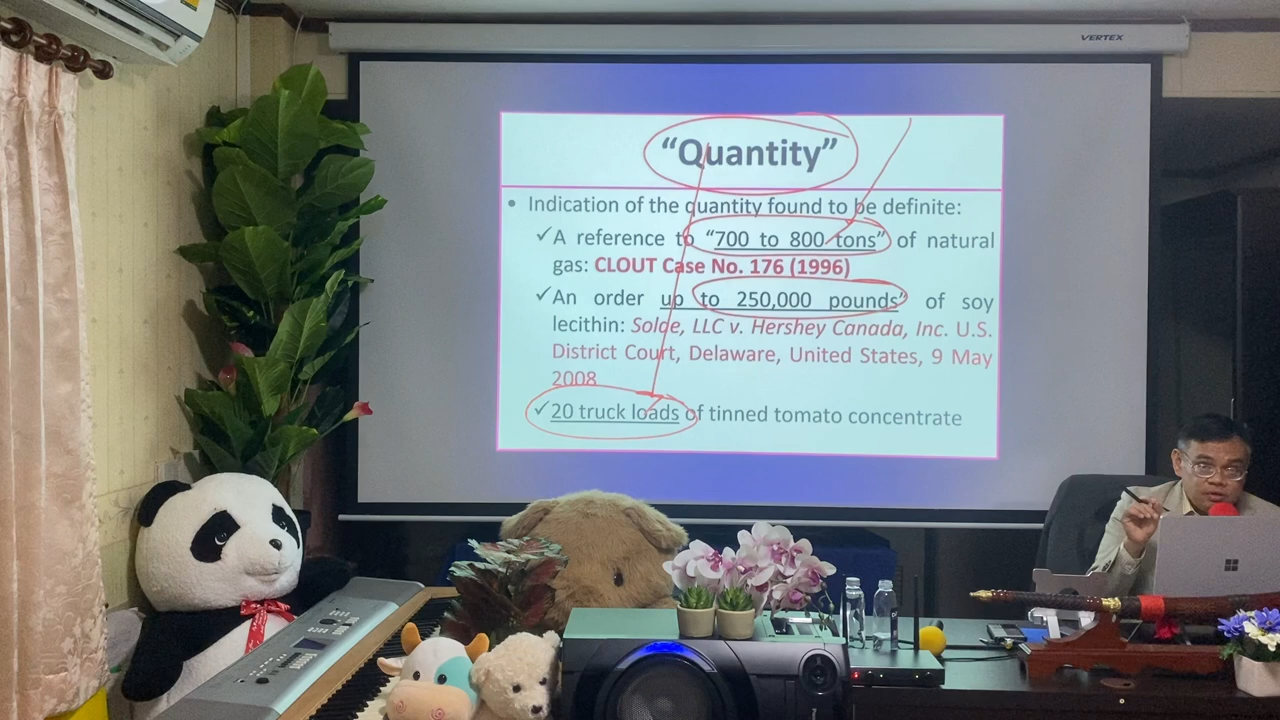 VERTEX
“Quantity”
• Indication of the quantity found to be definite:
✓A reference to “700 to 800 tons” of natural
gas: CLOUT Case No. 176 (1996)
✓An order up to 250,000 pounds” of soy
lecithin: Solae, LLC v. Hershey Canada, Inc. U.S.
District Court, Delaware, United States, 9 May
2008
✓20 truck loads of tinned tomato concentrate